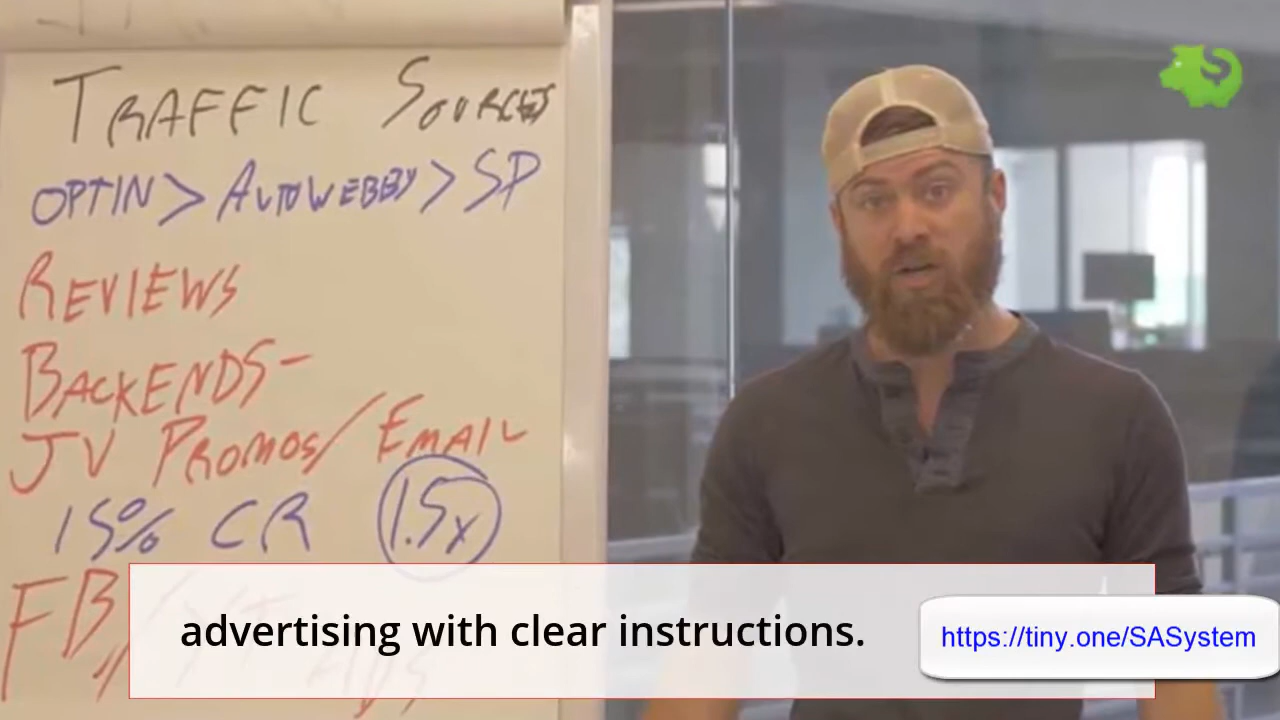 TRAFFIC SOURCES
OPTIN > AUTOWEBBY > SP
REVIEWS
BACKENDS-
JV PROMOS/EMAIL
15% CR 1.5x
FB/
advertising with clear instructions.
https://tiny.one/SASystem